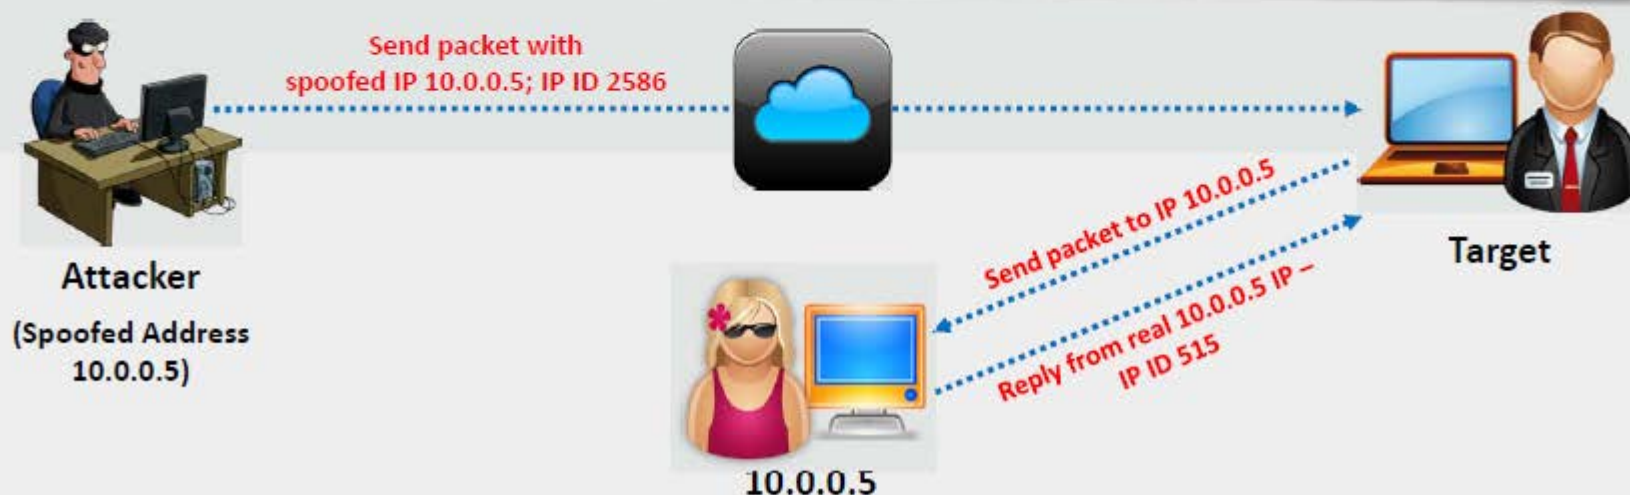 Send packet with
spoofed IP 10.0.0.5; IP ID 2586
Attacker
(Spoofed Address
10.0.0.5)
Send packet to IP 10.0.0.5
Reply from real 10.0.0.5 IP –
IP ID 515
Target
10.0.0.5